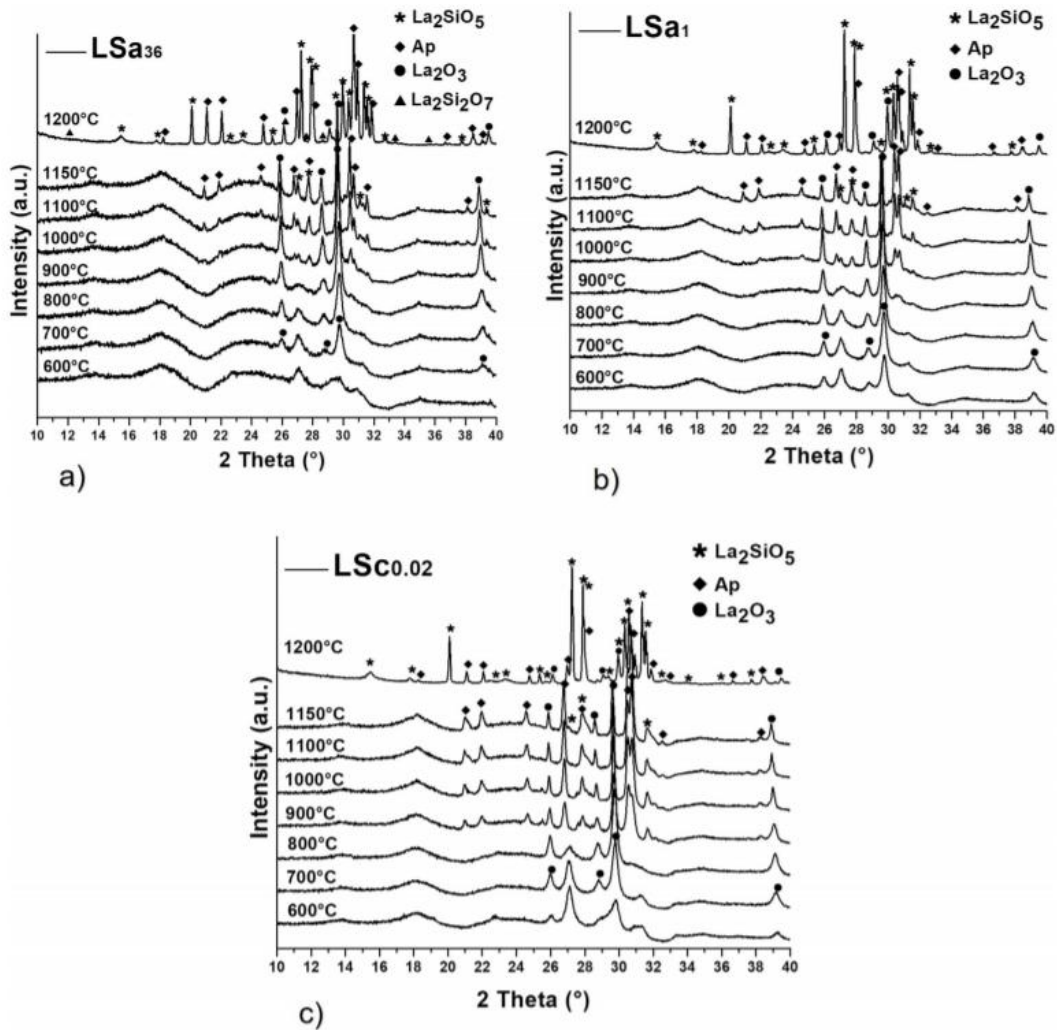 LSa36
★ La2SiO5
◆ Ap
● La2O3
▲ La2Si2O7
1200°C
1150°C
1100°C
1000°C
900°C
800°C
700°C
600°C
Intensity (a.u.)
10 12 14 16 18 20 22 24 26 28 30 32 34 36 38 40
2 Theta (°)
a)
LSa1
★ La2SiO5
◆ Ap
● La2O3
1200°C
1150°C
1100°C
1000°C
900°C
800°C
700°C
600°C
Intensity (a.u.)
10 12 14 16 18 20 22 24 26 28 30 32 34 36 38 40
2 Theta (°)
b)
LSc0.02
★ La2SiO5
◆ Ap
● La2O3
1200°C
1150°C
1100°C
1000°C
900°C
800°C
700°C
600°C
Intensity (a.u.)
10 12 14 16 18 20 22 24 26 28 30 32 34 36 38 40
2 Theta (°)
c)